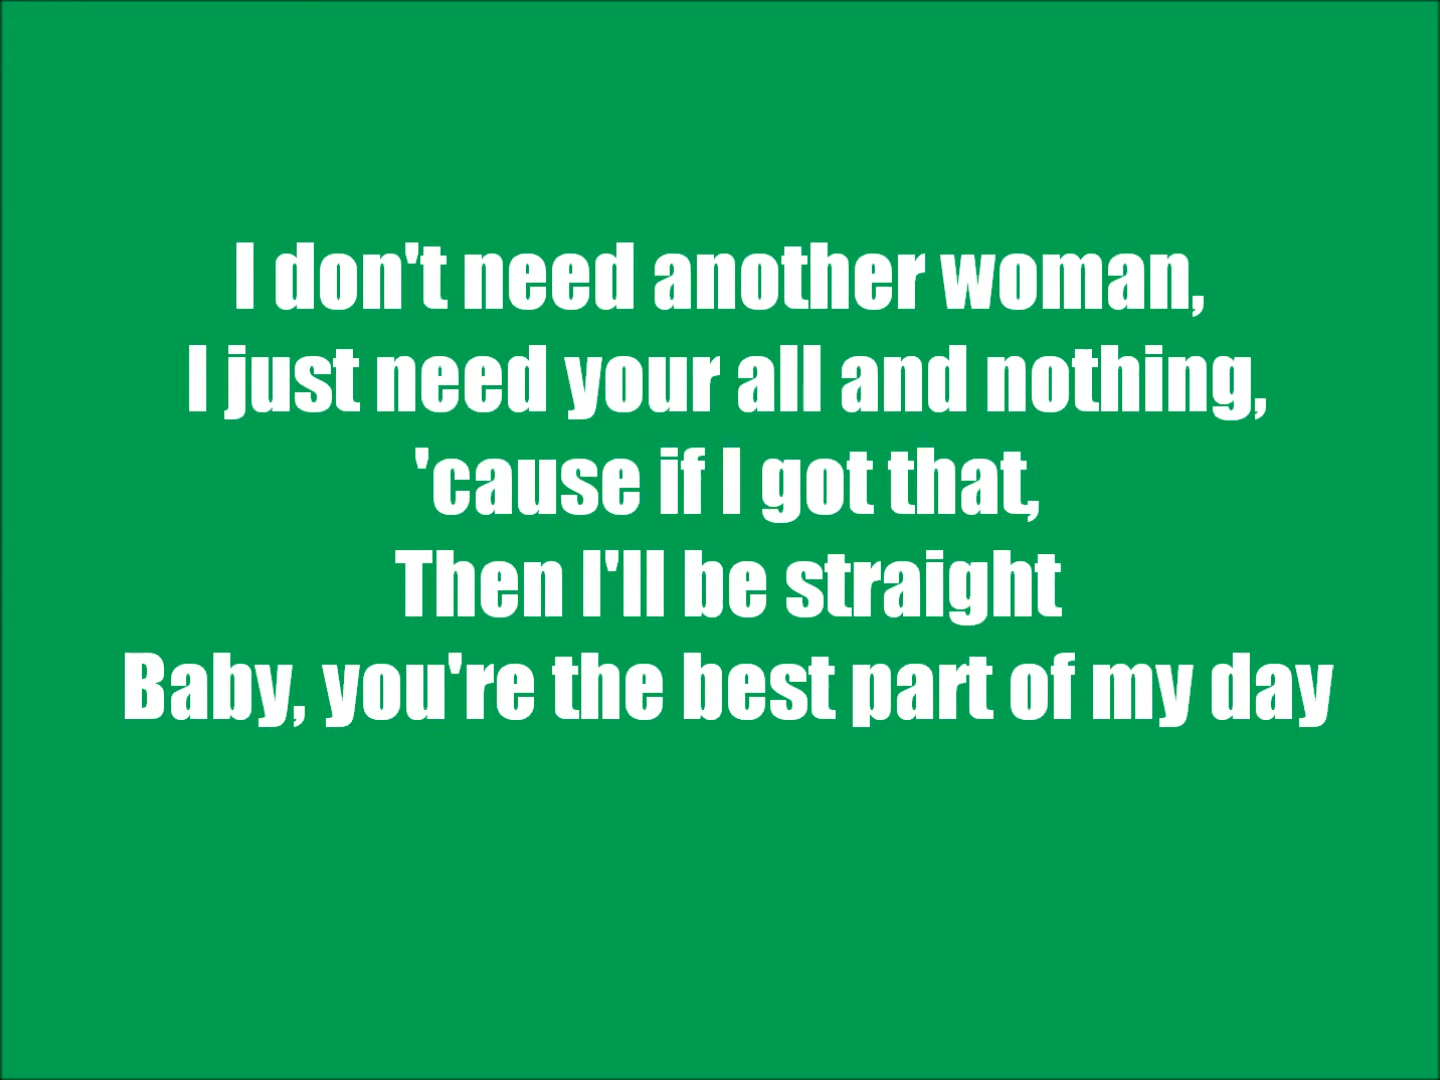 I don't need another woman,
I just need your all and nothing,
'cause if I got that,
Then I'll be straight
Baby, you're the best part of my day